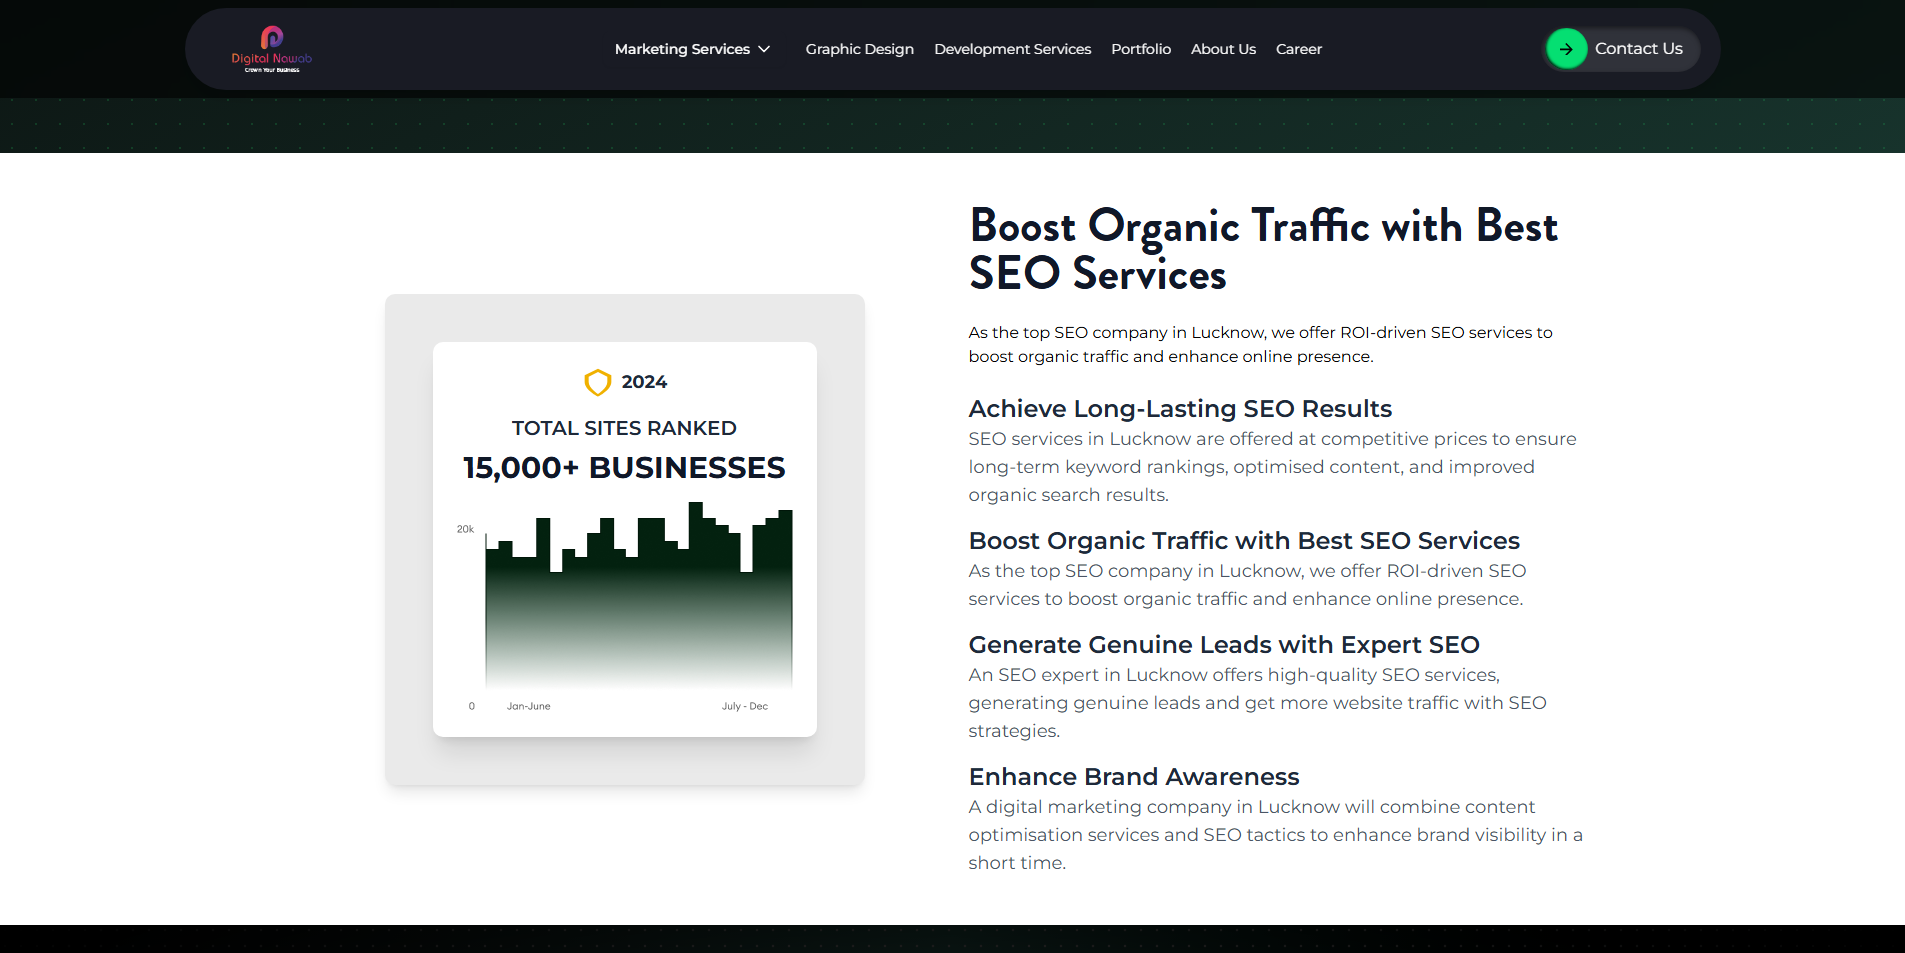 Digital Nawab
Crown Your Business
Marketing Services
Graphic Design
Development Services
Portfolio
About Us
Career
Contact Us
Boost Organic Traffic with Best
SEO Services
As the top SEO company in Lucknow, we offer ROI-driven SEO services to
boost organic traffic and enhance online presence.
Achieve Long-Lasting SEO Results
SEO services in Lucknow are offered at competitive prices to ensure
long-term keyword rankings, optimised content, and improved
organic search results.
Boost Organic Traffic with Best SEO Services
As the top SEO company in Lucknow, we offer ROI-driven SEO
services to boost organic traffic and enhance online presence.
Generate Genuine Leads with Expert SEO
An SEO expert in Lucknow offers high-quality SEO services,
generating genuine leads and get more website traffic with SEO
strategies.
Enhance Brand Awareness
A digital marketing company in Lucknow will combine content
optimisation services and SEO tactics to enhance brand visibility in a
short time.
2024
TOTAL SITES RANKED
15,000+ BUSINESSES
20k
0
Jan-June
July - Dec